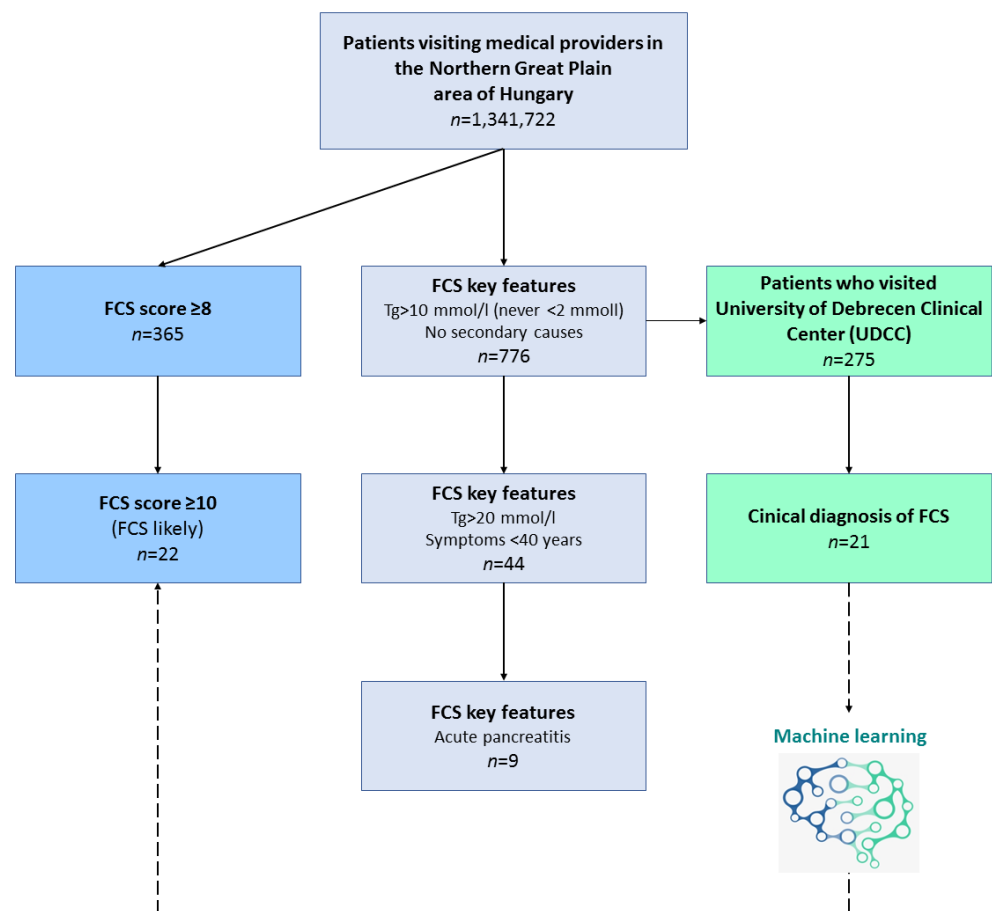 Patients visiting medical providers in
the Northern Great Plain
area of Hungary
n=1,341,722
FCS score ≥8
n=365
FCS key features
Tg>10 mmol/l (never <2 mmoll)
No secondary causes
n=776
Patients who visited
University of Debrecen Clinical
Center (UDCC)
n=275
FCS score ≥10
(FCS likely)
n=22
FCS key features
Tg>20 mmol/l
Symptoms <40 years
n=44
Cinical diagnosis of FCS
n=21
FCS key features
Acute pancreatitis
n=9
Machine learning